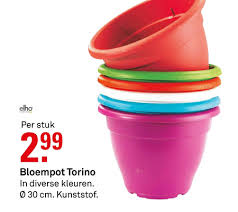 elho
Per stuk
2.99
Bloempot Torino
In diverse kleuren.
Ø 30 cm. Kunststof.